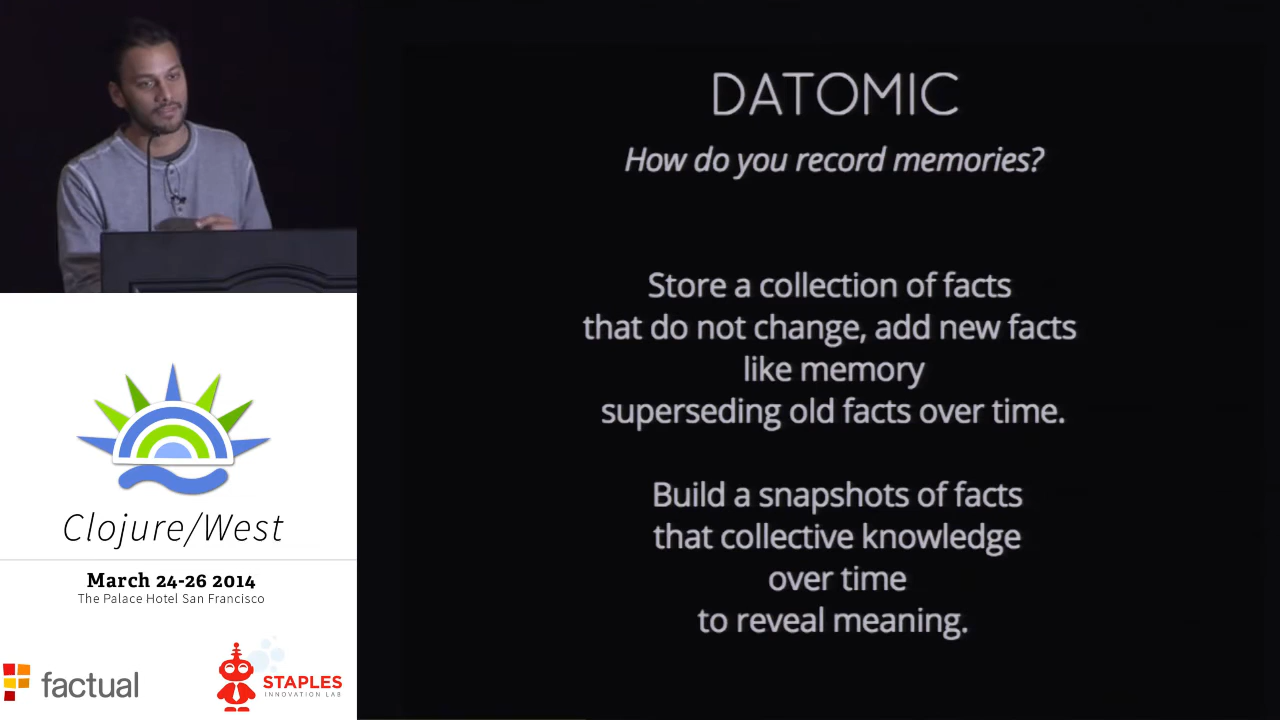 DATOMIC
How do you record memories?
Store a collection of facts
that do not change, add new facts
like memory
superseding old facts over time.
Build a snapshots of facts
that collective knowledge
over time
to reveal meaning.
Clojure/West
March 24-26 2014
The Palace Hotel San Francisco
factual
STAPLES
INNOVATION LAB